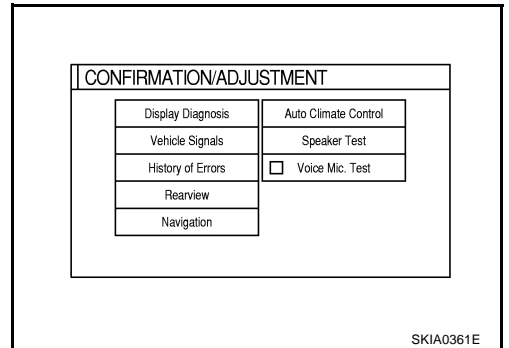 CONFIRMATION/ADJUSTMENT
Display Diagnosis
Auto Climate Control
Vehicle Signals
Speaker Test
History of Errors
Voice Mic. Test
Rearview
Navigation
SKIA0361E